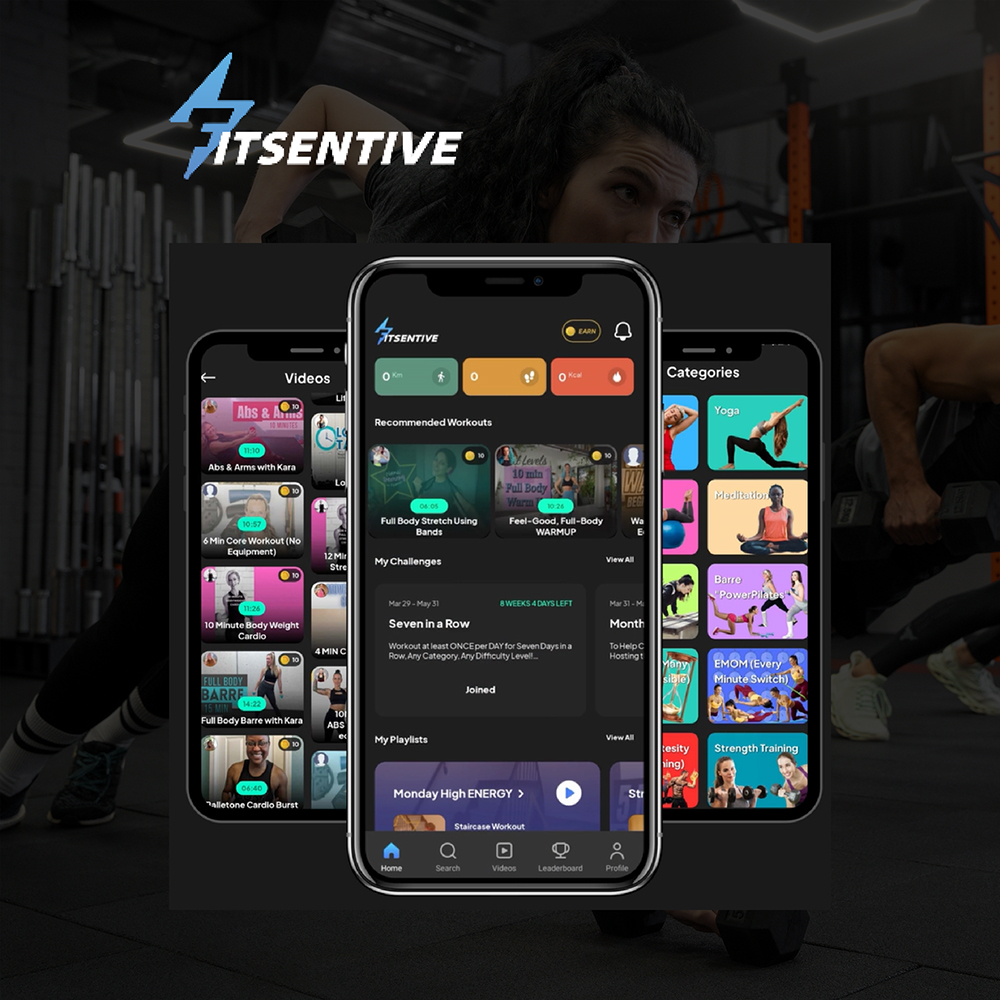 FITSENTIVE
Videos
10
Abs & Arms
10 MINUTES
11:10
Abs & Arms with Kara
10
10:57
6 Min Core Workout (No
Equipment)
10
11:26
10 Minute Body Weight
Cardio
10
FULL BODY
BARRE
15 MIN
14:22
Full Body Barre with Kara
10
06:40
Balletone Cardio Burst
12 Min
Stre
4 MIN C
ABS
FITSENTIVE
EARN
0 Km
0
0 Kcal
Recommended Workouts
10
06:05
Full Body Stretch Using
Bands
10
All Levels
10 min
Full Body
Warm
10:26
Feel-Good, Full-Body
WARMUP
My Challenges
View All
Mar 29 - May 31
8 WEEKS 4 DAYS LEFT
Seven in a Row
Workout at least ONCE per DAY for Seven Days in a
Row, Any Category, Any Difficulty Level!...
Joined
Mar 31 - M
Month
To Help C
Hosting t
My Playlists
View All
Monday High ENERGY >
Staircase Workout
Str
Home
Search
Videos
Leaderboard
Profile
Categories
Yoga
Meditation
Barre
"PowerPilates"
Many
sible)
EMOM (Every
Minute Switch)
tesity
ning)
Strength Training